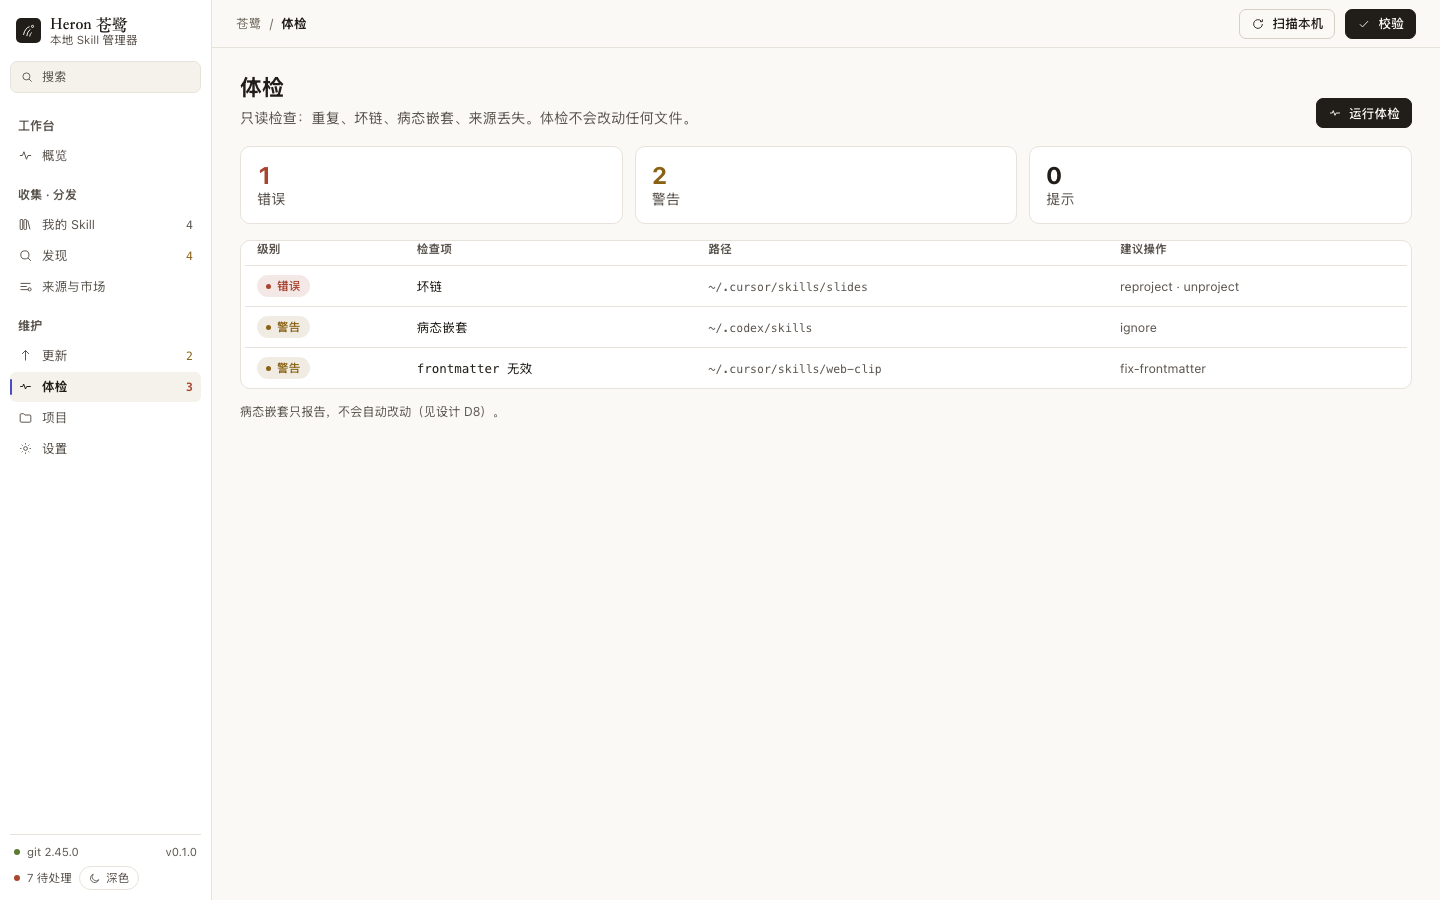 Heron 苍鹭
本地 Skill 管理器
搜索
工作台
概览
收集 · 分发
我的 Skill 4
发现 4
来源与市场
维护
更新 2
体检 3
项目
设置
git 2.45.0 v0.1.0
7 待处理 深色
苍鹭 / 体检
扫描本机 校验
体检
只读检查：重复、坏链、病态嵌套、来源丢失。体检不会改动任何文件。
运行体检
1
错误
2
警告
0
提示
级别 检查项 路径 建议操作
错误 坏链 ~/.cursor/skills/slides reproject · unproject
警告 病态嵌套 ~/.codex/skills ignore
警告 frontmatter 无效 ~/.cursor/skills/web-clip fix-frontmatter
病态嵌套只报告，不会自动改动（见设计 D8）。